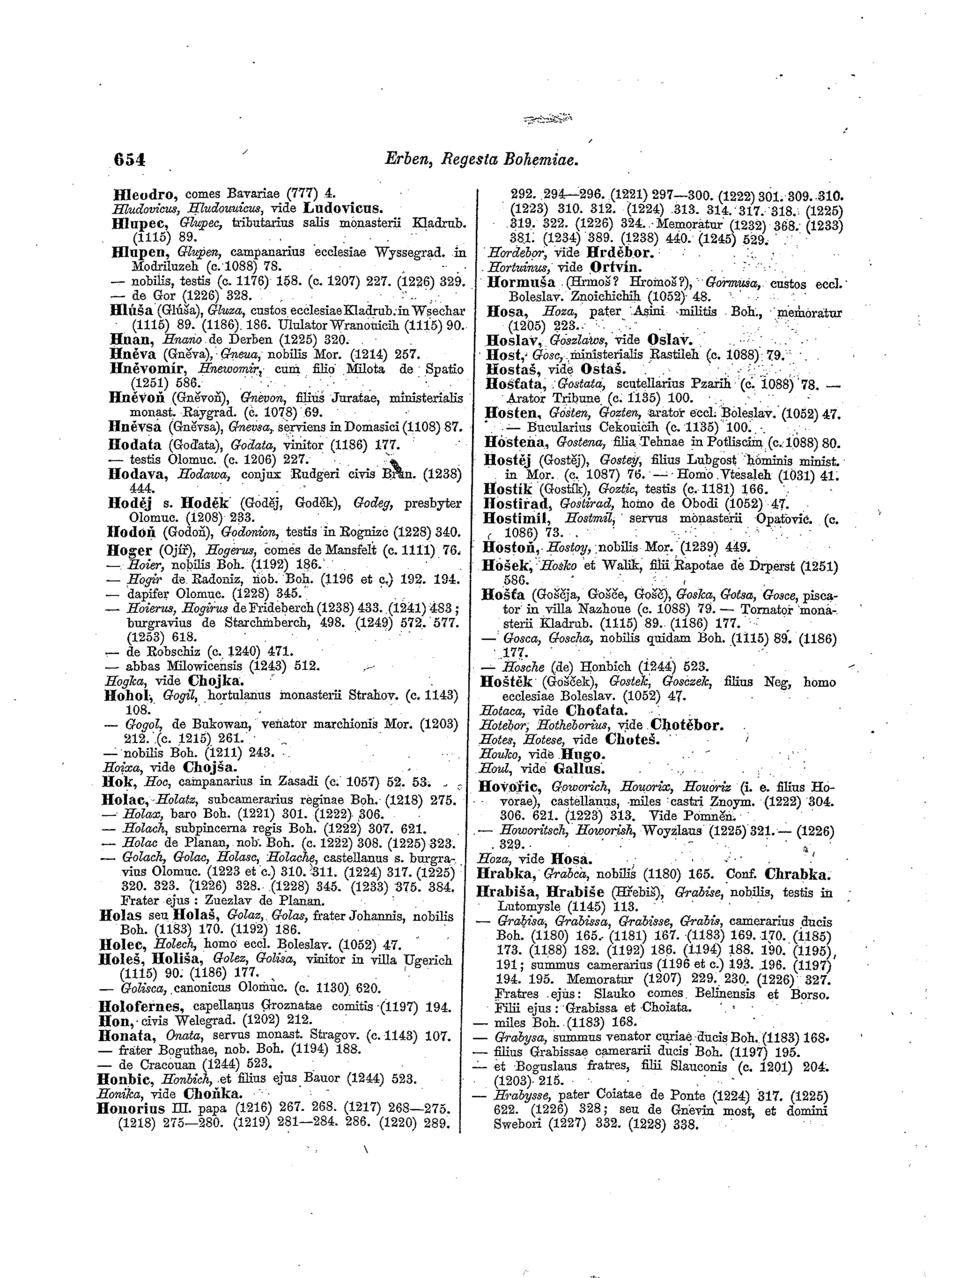 654
Erben, Regesta Bohemiae.
Hleodro, comes Bavariae (777) 4.
Hludovicus, Hludouuicus, vide Ludovicus.
Hlupec, Glupec, tributarius salis monasterii Kladrub.
(1115) 89.
Hlupen, Glupen, campanarius ecclesiae Wyssegrad. in
Modriluzeh (c. 1088) 78.
— nobilis, testis (c. 1176) 158. (c. 1207) 227. (1226) 329.
— de Gor (1226) 328.
Hlúša (Glúša), Gluza, custos ecclesiae Kladrub. in Wsechar
(1115) 89. (1186). 186. Ululator Wranouicih (1115) 90.
Hnan, Hnano de Derben (1225) 320.
Hněva (Gněva), Gneua, nobilis Mor. (1214) 257.
Hněvomír, Hnewomir, cum filio Milota de Spatio
(1251) 586.
Hněvoň (Gněvoň), Gnevon, filius Juratae, ministerialis
monast. Raygrad. (c. 1078) 69.
Hněvsa (Gněvsa), Gnevsa, serviens in Domasici (1108) 87.
Hodata (Goďata), Godata, vinitor (1186) 177.
— testis Olomuc. (c. 1206) 227.
Hodava, Hodawa, conjux Rudgeri civis Brun. (1238)
444.
Hoděj s. Hoděk (Goděj, Goděk), Godeg, presbyter
Olomuc. (1208) 233.
Hodoň (Godoň), Godonion, testis in Rognize (1228) 340.
Hoger (Ojíř), Hogerus, comes de Mansfelt (c. 1111) 76.
— Hoier, nobilis Boh. (1192) 186.
— Hogir de Radoniz, nob. Boh. (1196 et c.) 192. 194.
— dapifer Olomuc. (1228) 345.
— Hoierus, Hogirus de Frideberch (1238) 433. (1241) 483;
burgravius de Starchmberch, 498. (1249) 572. 577.
(1253) 618.
— de Robschiz (c. 1240) 471.
— abbas Milowicensis (1243) 512.
Hogka, vide Chojka.
Hohol, Gogil, hortulanus monasterii Strahov. (c. 1143)
108.
— Gogol, de Bukowan, venator marchionis Mor. (1203)
212. (c. 1215) 261.
— nobilis Boh. (1211) 243.
Hoixa, vide Chojša.
Hok, Hoc, campanarius in Zasadi (c. 1057) 52. 53.
Holac, Holatz, subcamerarius reginae Boh. (1218) 275.
— Holax, baro Boh. (1221) 301. (1222) 306.
— Holach, subpincerna regis Boh. (1222) 307. 621.
— Holac de Planan, nob. Boh. (c. 1222) 308. (1225) 323.
— Golach, Golac, Holasc, Holache, castellanus s. burgra-
vius Olomuc. (1223 et c.) 310. 311. (1224) 317. (1225)
320. 323. (1226) 328. (1228) 345. (1233) 375. 384.
Frater ejus: Zuezlav de Planan.
Holas seu Holaš, Golaz, Golas, frater Johannis, nobilis
Boh. (1183) 170. (1192) 186.
Holec, Holech, homo eccl. Boleslav. (1052) 47.
Holeš, Holiša, Golez, Golisa, vinitor in villa Ugerich
(1115) 90. (1186) 177.
— Golisca, canonicus Olomuc. (c. 1130) 620.
Holofernes, capellanus Groznatae comitis (1197) 194.
Hon, civis Welegrad. (1202) 212.
Honata, Onata, servus monast. Stragov. (c. 1143) 107.
— frater Boguthae, nob. Boh. (1194) 188.
— de Cracouan (1244) 523.
Honbic, Honbich, et filius ejus Bauor (1244) 523.
Honika, vide Choňka.
Honorius III. papa (1216) 267. 268. (1217) 268—275.
(1218) 275—280. (1219) 281—284. 286. (1220) 289.
292. 294—296. (1221) 297—300. (1222) 301. 309. 310.
(1223) 310. 312. (1224) 313. 314. 317. 318. (1225)
319. 322. (1226) 324. Memoratur (1232) 368. (1233)
381. (1234) 389. (1238) 440. (1245) 529.
Hordebor, vide Hrděbor.
Hortuinus, vide Ortvín.
Hormuša (Hrmoš? Hromoš?), Gormusa, custos eccl.
Boleslav. Znoichichih (1052) 48.
Hosa, Hoza, pater Asini militis Boh., memoratur
(1205) 223.
Hoslav, Goszlaws, vide Oslav.
Host, Gosc, ministerialis Rastileh (c. 1088) 79.
Hostaš, vide Ostaš.
Hosťata, Gostata, scutellarius Pzarih (c. 1088) 78. —
Arator Tribune (c. 1135) 100.
Hosten, Gosten, Gozten, arator eccl. Boleslav. (1052) 47.
— Bucularius Cekouicih (c. 1135) 100.
Hostena, Gostena, filia Tehnae in Potliscim (c. 1088) 80.
Hostěj (Gostěj), Gostey, filius Lubgost hominis minist.
in Mor. (c. 1087) 76. — Homo Vtesaleh (1031) 41.
Hostík (Gostík), Goztic, testis (c. 1181) 166.
Hostirad, Gostirad, homo de Obodi (1052) 47.
Hostimil, Hostmil, servus monasterii Opatovic. (c.
1086) 73.
Hostoň, Hostoy, nobilis Mor. (1239) 449.
Hošek, Hosko et Walik, filii Rapotae de Drperst (1251)
586.
Hošťa (Goščja, Gošče, Gošč), Goska, Gotsa, Gosce, pisca-
tor in villa Nazhoue (c. 1088) 79. — Tornator mona-
sterii Kladrub. (1115) 89. (1186) 177.
— Gosca, Goscha, nobilis quidam Boh. (1115) 89. (1186)
177.
— Hosche (de) Honbich (1244) 523.
Hoštěk (Gošček), Gostek, Gosczek, filius Neg, homo
ecclesiae Boleslav. (1052) 47.
Hotaca, vide Choťata.
Hotebor, Hotheborius, vide Chotěbor.
Hotes, Hotese, vide Choteš.
Houko, vide Hugo.
Houl, vide Gallus.
Hovořic, Goworich, Houorix, Houoriz (i. e. filius Ho-
vorae), castellanus, miles castri Znoym. (1222) 304.
306. 621. (1223) 313. Vide Pomněn.
— Howoritsch, Howorish, Woyzlaus (1225) 321. — (1226)
329.
Hoza, vide Hosa.
Hrabka, Grabca, nobilis (1180) 165. Conf. Chrabka.
Hrabiša, Hrabiše (Hřebiš), Grabise, nobilis, testis in
Lutomysle (1145) 113.
— Grabisa, Grabissa, Grabisse, Grabis, camerarius ducis
Boh. (1180) 165. (1181) 167. (1183) 169. 170. (1185)
173. (1188) 182. (1192) 186. (1194) 188. 190. (1195),
191; summus camerarius (1196 et c.) 193. 196. (1197)
194. 195. Memoratur (1207) 229. 230. (1226) 327.
Fratres ejus: Slauko comes Belinensis et Borso.
Filii ejus: Grabissa et Choiata.
— miles Boh. (1183) 168.
— Grabysa, summus venator curiae ducis Boh. (1183) 168.
— filius Grabissae camerarii ducis Boh. (1197) 195.
— et Boguslaus fratres, filii Slauconis (c. 1201) 204.
(1203) 215.
— Hrabysse, pater Coiatae de Ponte (1224) 317. (1225)
622. (1226) 328; seu de Gnevin most, et domini
Swebori (1227) 332. (1228) 338.